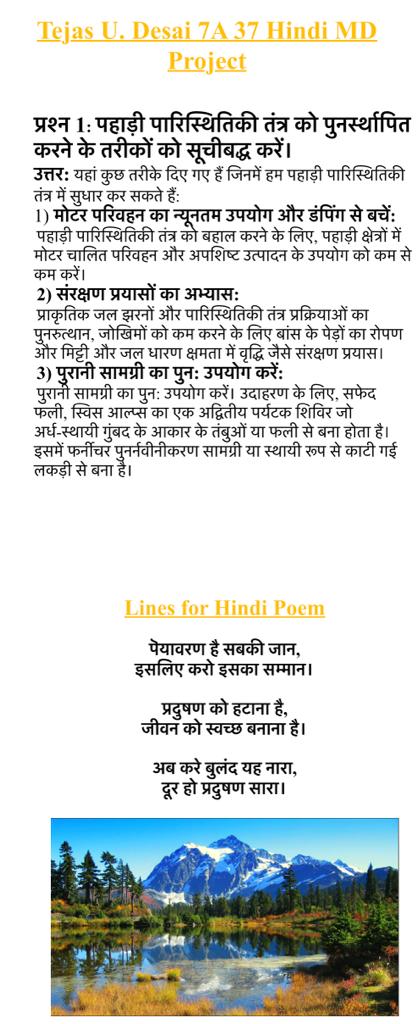 Tejas U. Desai 7A 37 Hindi MD
Project
प्रश्न 1: पहाड़ी पारिस्थितिकी तंत्र को पुनर्स्थापित
करने के तरीकों को सूचीबद्ध करें।
उत्तर: यहां कुछ तरीके दिए गए हैं जिनमें हम पहाड़ी पारिस्थितिकी
तंत्र में सुधार कर सकते हैं:
1) मोटर परिवहन का न्यूनतम उपयोग और डंपिंग से बचें:
पहाड़ी पारिस्थितिकी तंत्र को बहाल करने के लिए, पहाड़ी क्षेत्रों में
मोटर चालित परिवहन और अपशिष्ट उत्पादन के उपयोग को कम से
कम करें।
2) संरक्षण प्रयासों का अभ्यास:
प्राकृतिक जल झरनों और पारिस्थितिकी तंत्र प्रक्रियाओं का
पुनरुत्थान, जोखिमों को कम करने के लिए बांस के पेड़ों का रोपण
और मिट्टी और जल धारण क्षमता में वृद्धि जैसे संरक्षण प्रयास।
3) पुरानी सामग्री का पुन: उपयोग करें:
पुरानी सामग्री का पुन: उपयोग करें। उदाहरण के लिए, सफेद
फली, स्विस आल्प्स का एक अद्वितीय पर्यटक शिविर जो
अर्ध-स्थायी गुंबद के आकार के तंबुओं या फली से बना होता है।
इसमें फर्नीचर पुनर्नवीनीकरण सामग्री या स्थायी रूप से काटी गई
लकड़ी से बना है।
Lines for Hindi Poem
पेयावरण है सबकी जान,
इसलिए करो इसका सम्मान।
प्रदुषण को हटाना है,
जीवन को स्वच्छ बनाना है।
अब करे बुलंद यह नारा,
दूर हो प्रदुषण सारा।